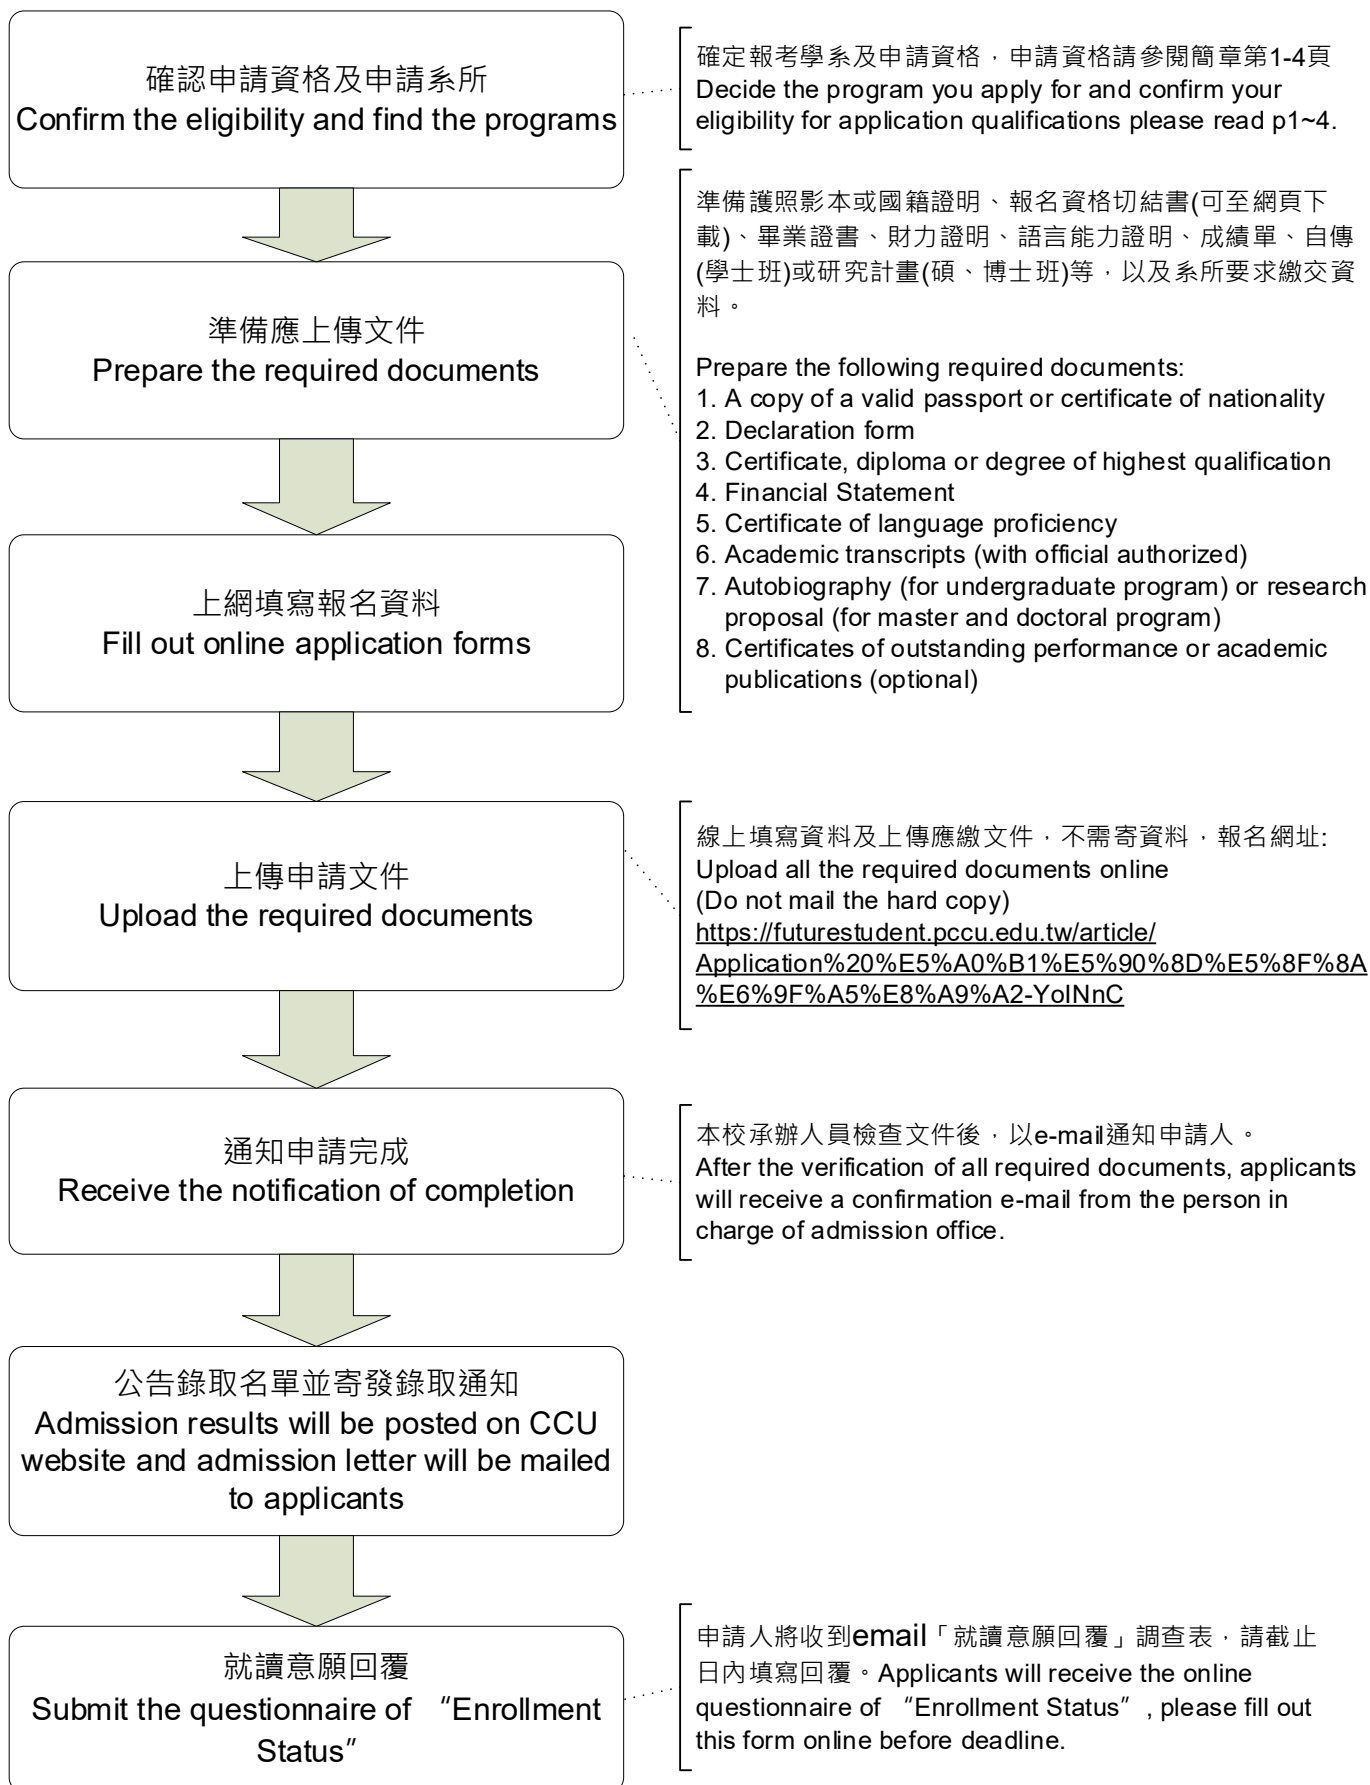 確認申請資格及申請系所
Confirm the eligibility and find the programs
確定報考學系及申請資格，申請資格請參閱簡章第1-4頁
Decide the program you apply for and confirm your
eligibility for application qualifications please read p1~4.
準備應上傳文件
Prepare the required documents
準備護照影本或國籍證明、報名資格切結書(可至網頁下
載)、畢業證書、財力證明、語言能力證明、成績單、自傳
(學士班)或研究計畫(碩、博士班)等，以及系所要求繳交資
料。
Prepare the following required documents:
1. A copy of a valid passport or certificate of nationality
2. Declaration form
3. Certificate, diploma or degree of highest qualification
4. Financial Statement
5. Certificate of language proficiency
6. Academic transcripts (with official authorized)
7. Autobiography (for undergraduate program) or research
proposal (for master and doctoral program)
8. Certificates of outstanding performance or academic
publications (optional)
上網填寫報名資料
Fill out online application forms
上傳申請文件
Upload the required documents
線上填寫資料及上傳應繳文件，不需寄資料，報名網址:
Upload all the required documents online
(Do not mail the hard copy)
https://futurestudent.pccu.edu.tw/article/
Application%20%E5%A0%B1%E5%90%8D%E5%8F%8A
%E6%9F%A5%E8%A9%A2-YoINnC
通知申請完成
Receive the notification of completion
本校承辦人員檢查文件後，以e-mail通知申請人。
After the verification of all required documents, applicants
will receive a confirmation e-mail from the person in
charge of admission office.
公告錄取名單並寄發錄取通知
Admission results will be posted on CCU
website and admission letter will be mailed
to applicants
就讀意願回覆
Submit the questionnaire of “Enrollment
Status”
申請人將收到email「就讀意願回覆」調查表，請截止
日內填寫回覆。Applicants will receive the online
questionnaire of “Enrollment Status”, please fill out
this form online before deadline.